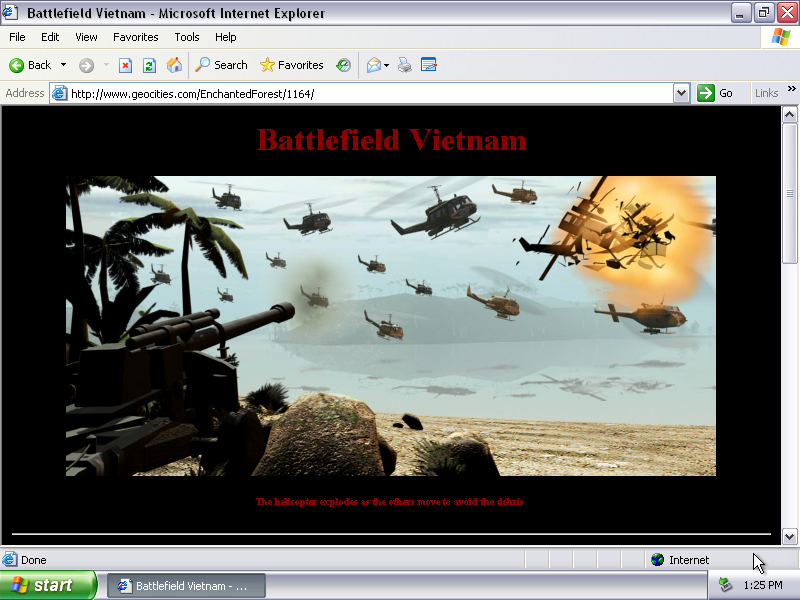 Battlefield Vietnam - Microsoft Internet Explorer
File Edit View Favorites Tools Help
Back Search Favorites
Address http://www.geocities.com/EnchantedForest/1164/ Go Links »
Battlefield Vietnam
The helicopter explodes as the others move to avoid the debris.
Done Internet
start Battlefield Vietnam - ... 1:25 PM